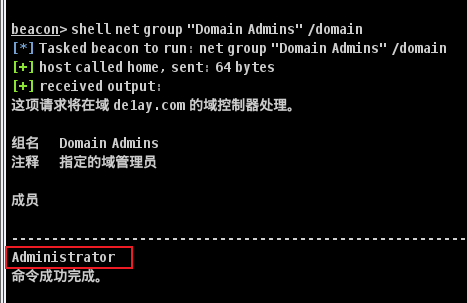 beacon> shell net group "Domain Admins" /domain
[*] Tasked beacon to run: net group "Domain Admins" /domain
[+] host called home, sent: 64 bytes
[+] received output:
这项请求将在域 de1ay.com 的域控制器处理。
组名 Domain Admins
注释 指定的域管理员
成员
-------------------------------------------------------------------------------
Administrator
命令成功完成。